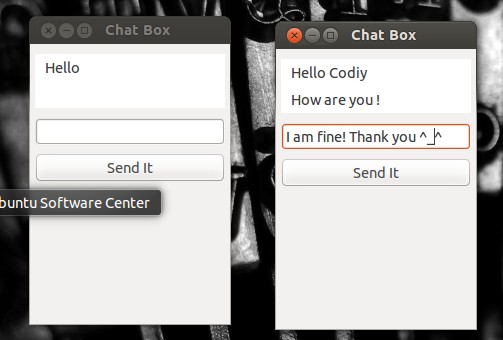 Chat Box
Hello
Send It
buntu Software Center
Chat Box
Hello Codiy
How are you !
I am fine! Thank you ^_^
Send It